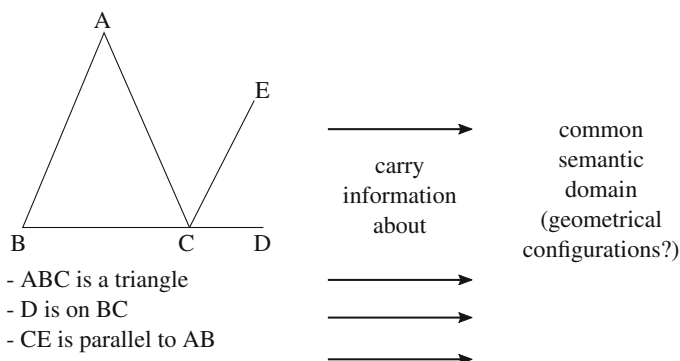 A
E
B
C
D
carry
information
about
common
semantic
domain
(geometrical
configurations?)
- ABC is a triangle
- D is on BC
- CE is parallel to AB